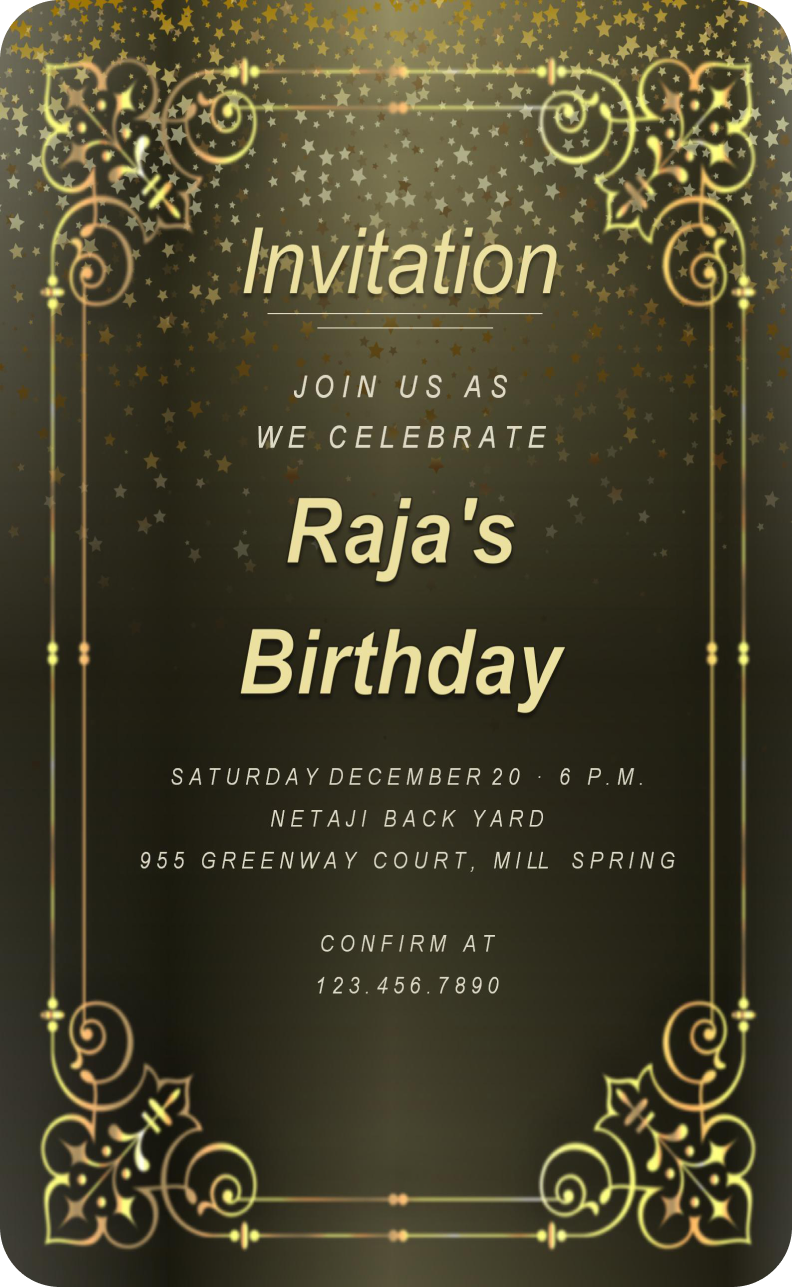 Invitation
JOIN US AS
WE CELEBRATE
Raja's
Birthday
SATURDAY DECEMBER 20 · 6 P.M.
NETAJI BACK YARD
955 GREENWAY COURT, MILL SPRING
CONFIRM AT
123.456.7890